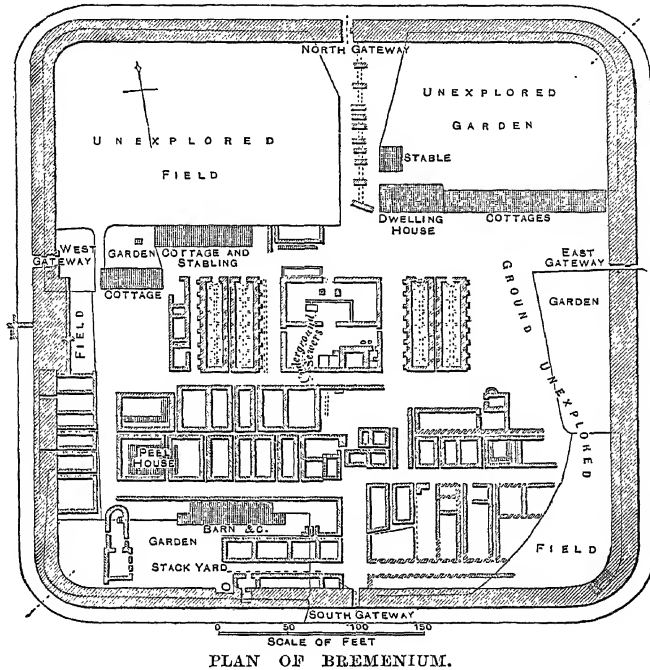 NORTH GATEWAY
UNEXPLORED
FIELD
UNEXPLORED
GARDEN
STABLE
DWELLING
HOUSE
COTTAGES
WEST
GATEWAY
GARDEN
COTTAGE AND
STABLING
COTTAGE
FIELD
Underground
Sewers
EAST
GATEWAY
GARDEN
GROUND UNEXPLORED
PEEL
HOUSE
BARN &C.
GARDEN
STACK YARD
FIELD
SOUTH GATEWAY
0 50 100 150
SCALE OF FEET
PLAN OF BREMENIUM.